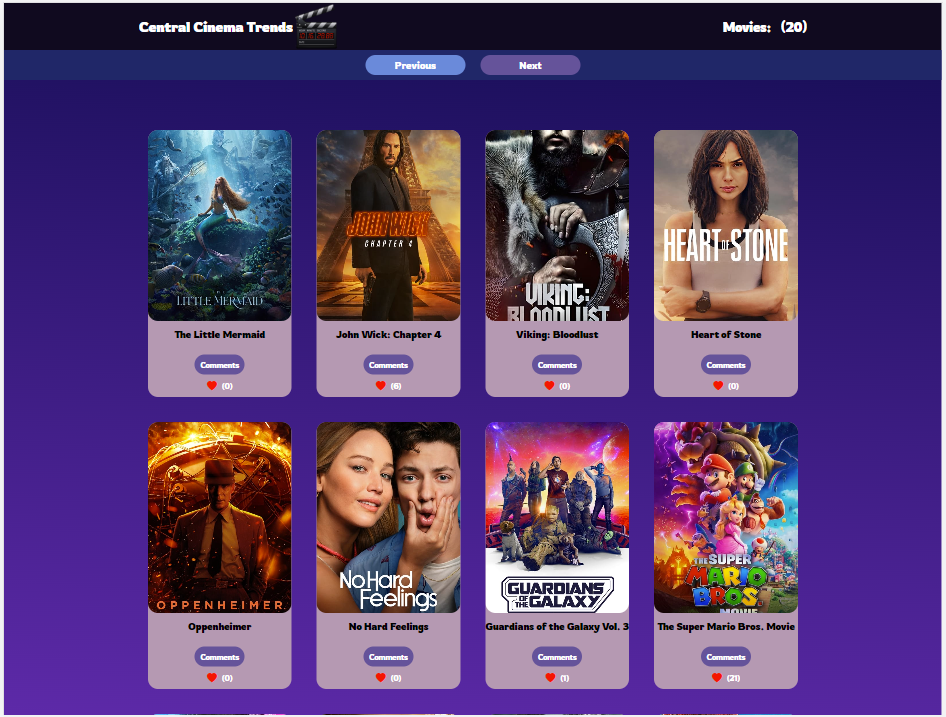 Central Cinema Trends
Movies: (20)
Previous
Next
LITTLE MERMAID
JOHN WICK
CHAPTER 4
VIKING:
BLOODLUST
HEART OF STONE
The Little Mermaid
John Wick: Chapter 4
Viking: Bloodlust
Heart of Stone
Comments
Comments
Comments
Comments
(0)
(6)
(0)
(0)
OPPENHEIMER
No Hard
Feelings
GUARDIANS
OF THE GALAXY
THE SUPER
MARIO
BROS.
MOVIE
Oppenheimer
No Hard Feelings
Guardians of the Galaxy Vol. 3
The Super Mario Bros. Movie
Comments
Comments
Comments
Comments
(0)
(0)
(1)
(21)